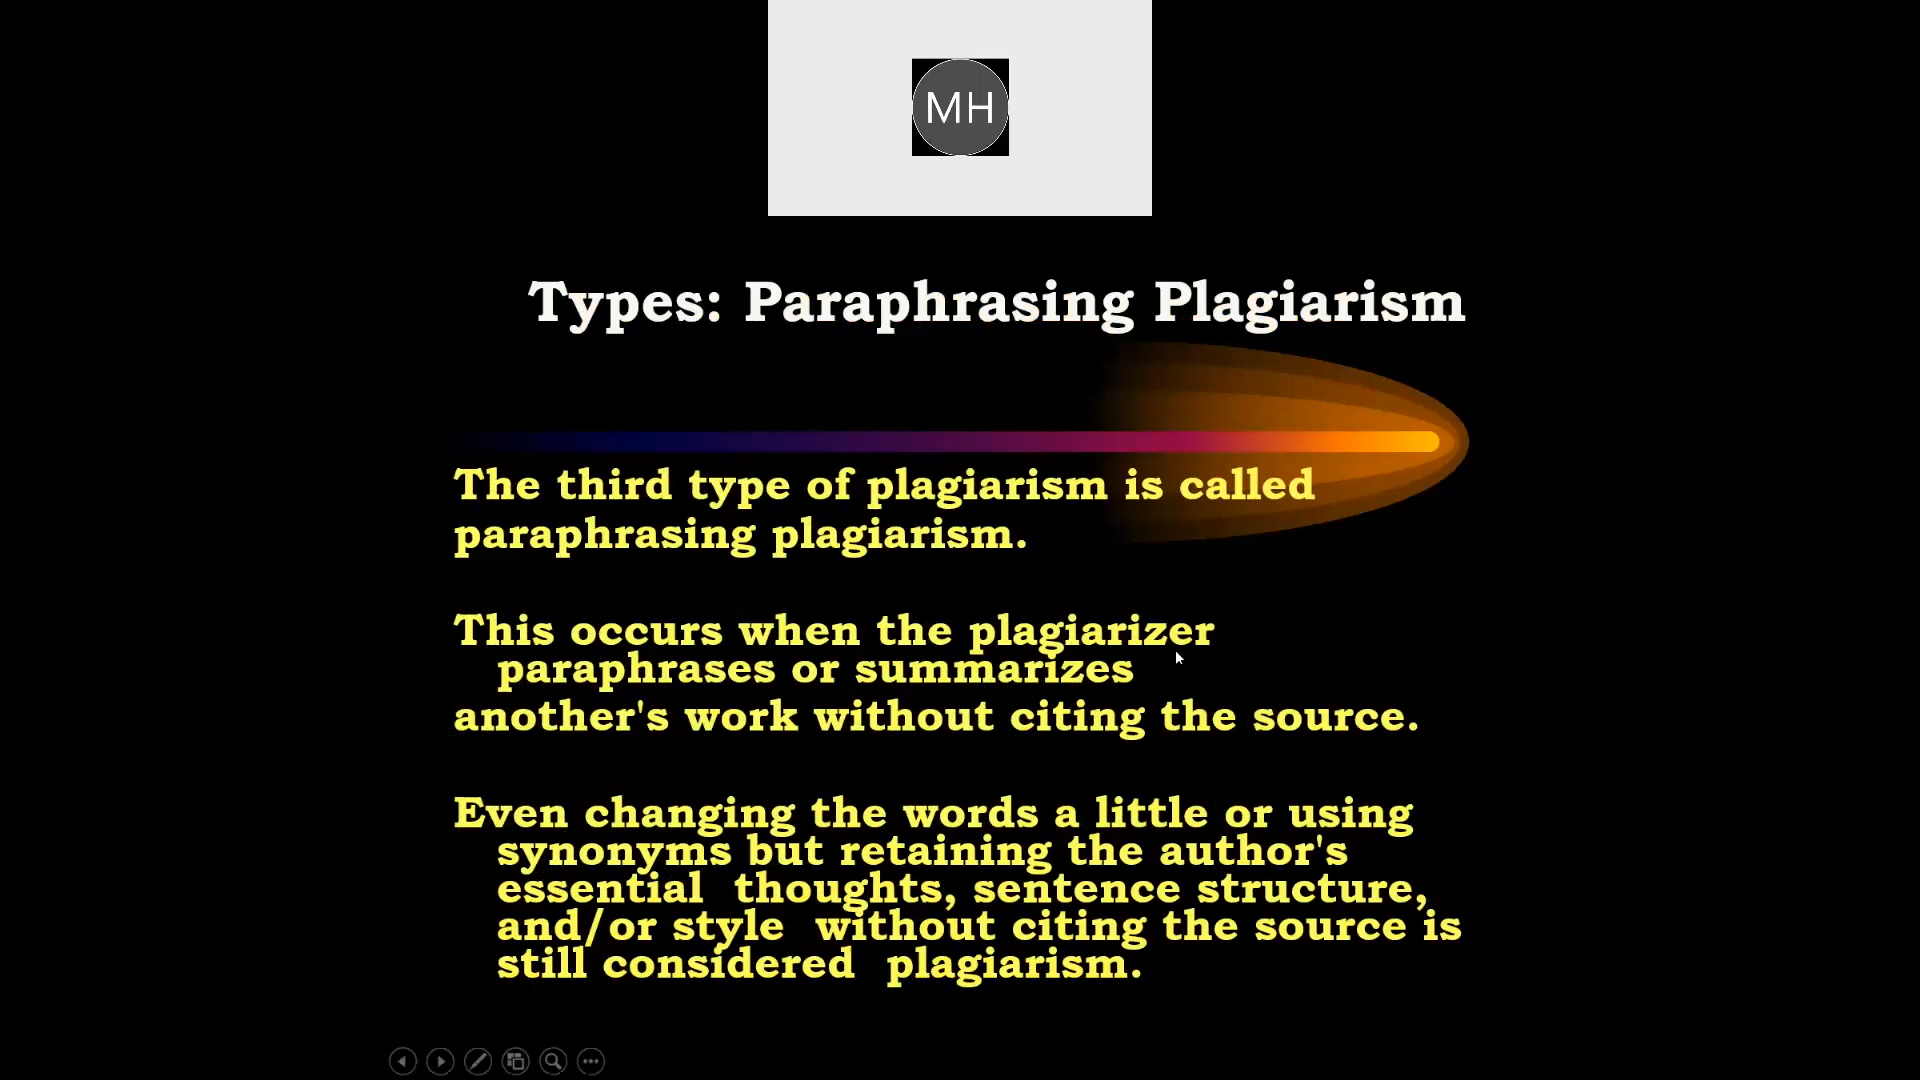 MH
Types: Paraphrasing Plagiarism
The third type of plagiarism is called
paraphrasing plagiarism.
This occurs when the plagiarizer
paraphrases or summarizes
another's work without citing the source.
Even changing the words a little or using
synonyms but retaining the author's
essential  thoughts, sentence structure,
and/or style  without citing the source is
still considered  plagiarism.